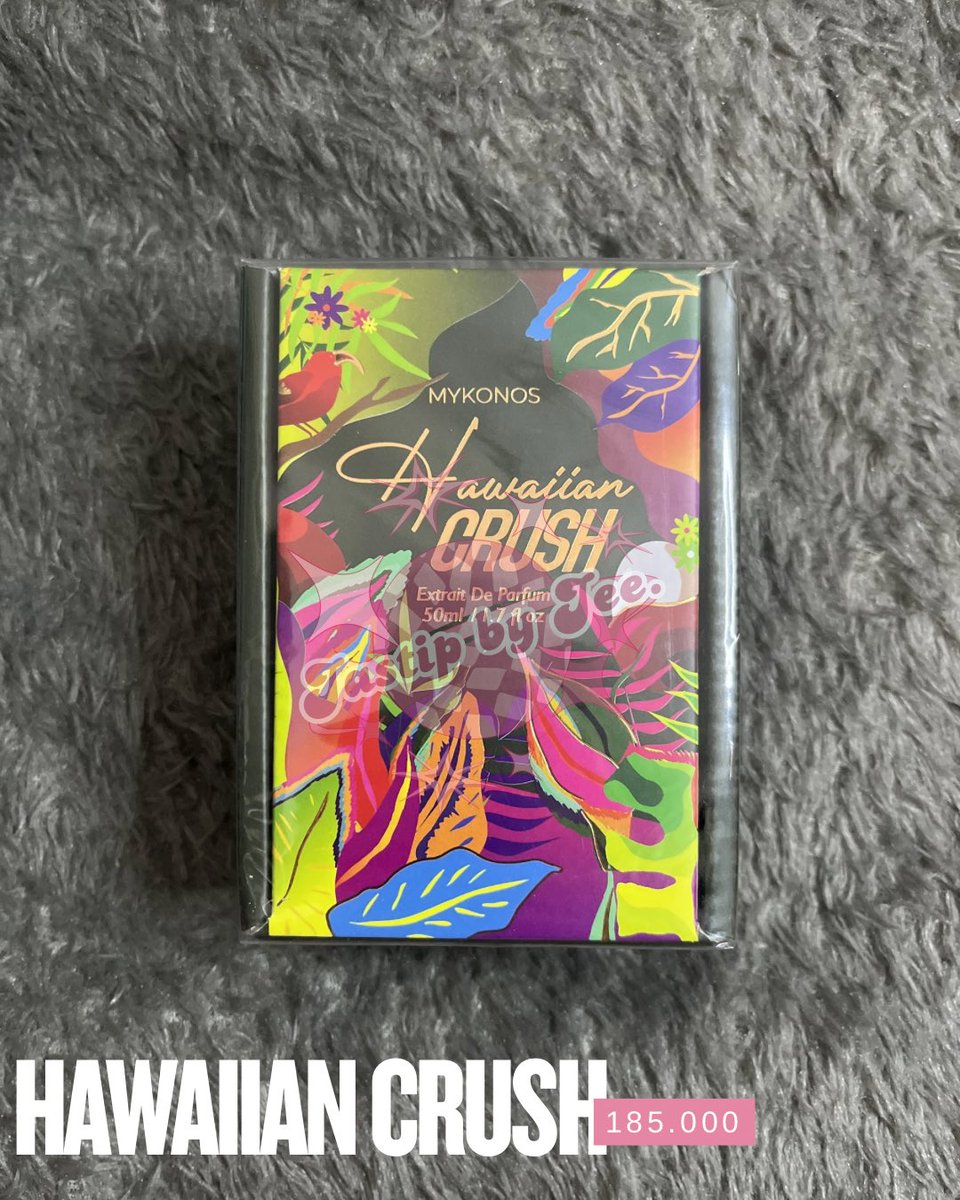 MYKONOS
Hawaiian
CRUSH
Extrait De Parfum
50ml / 1.7 fl oz
Jastip by Jee.
HAWAIIAN CRUSH
185.000